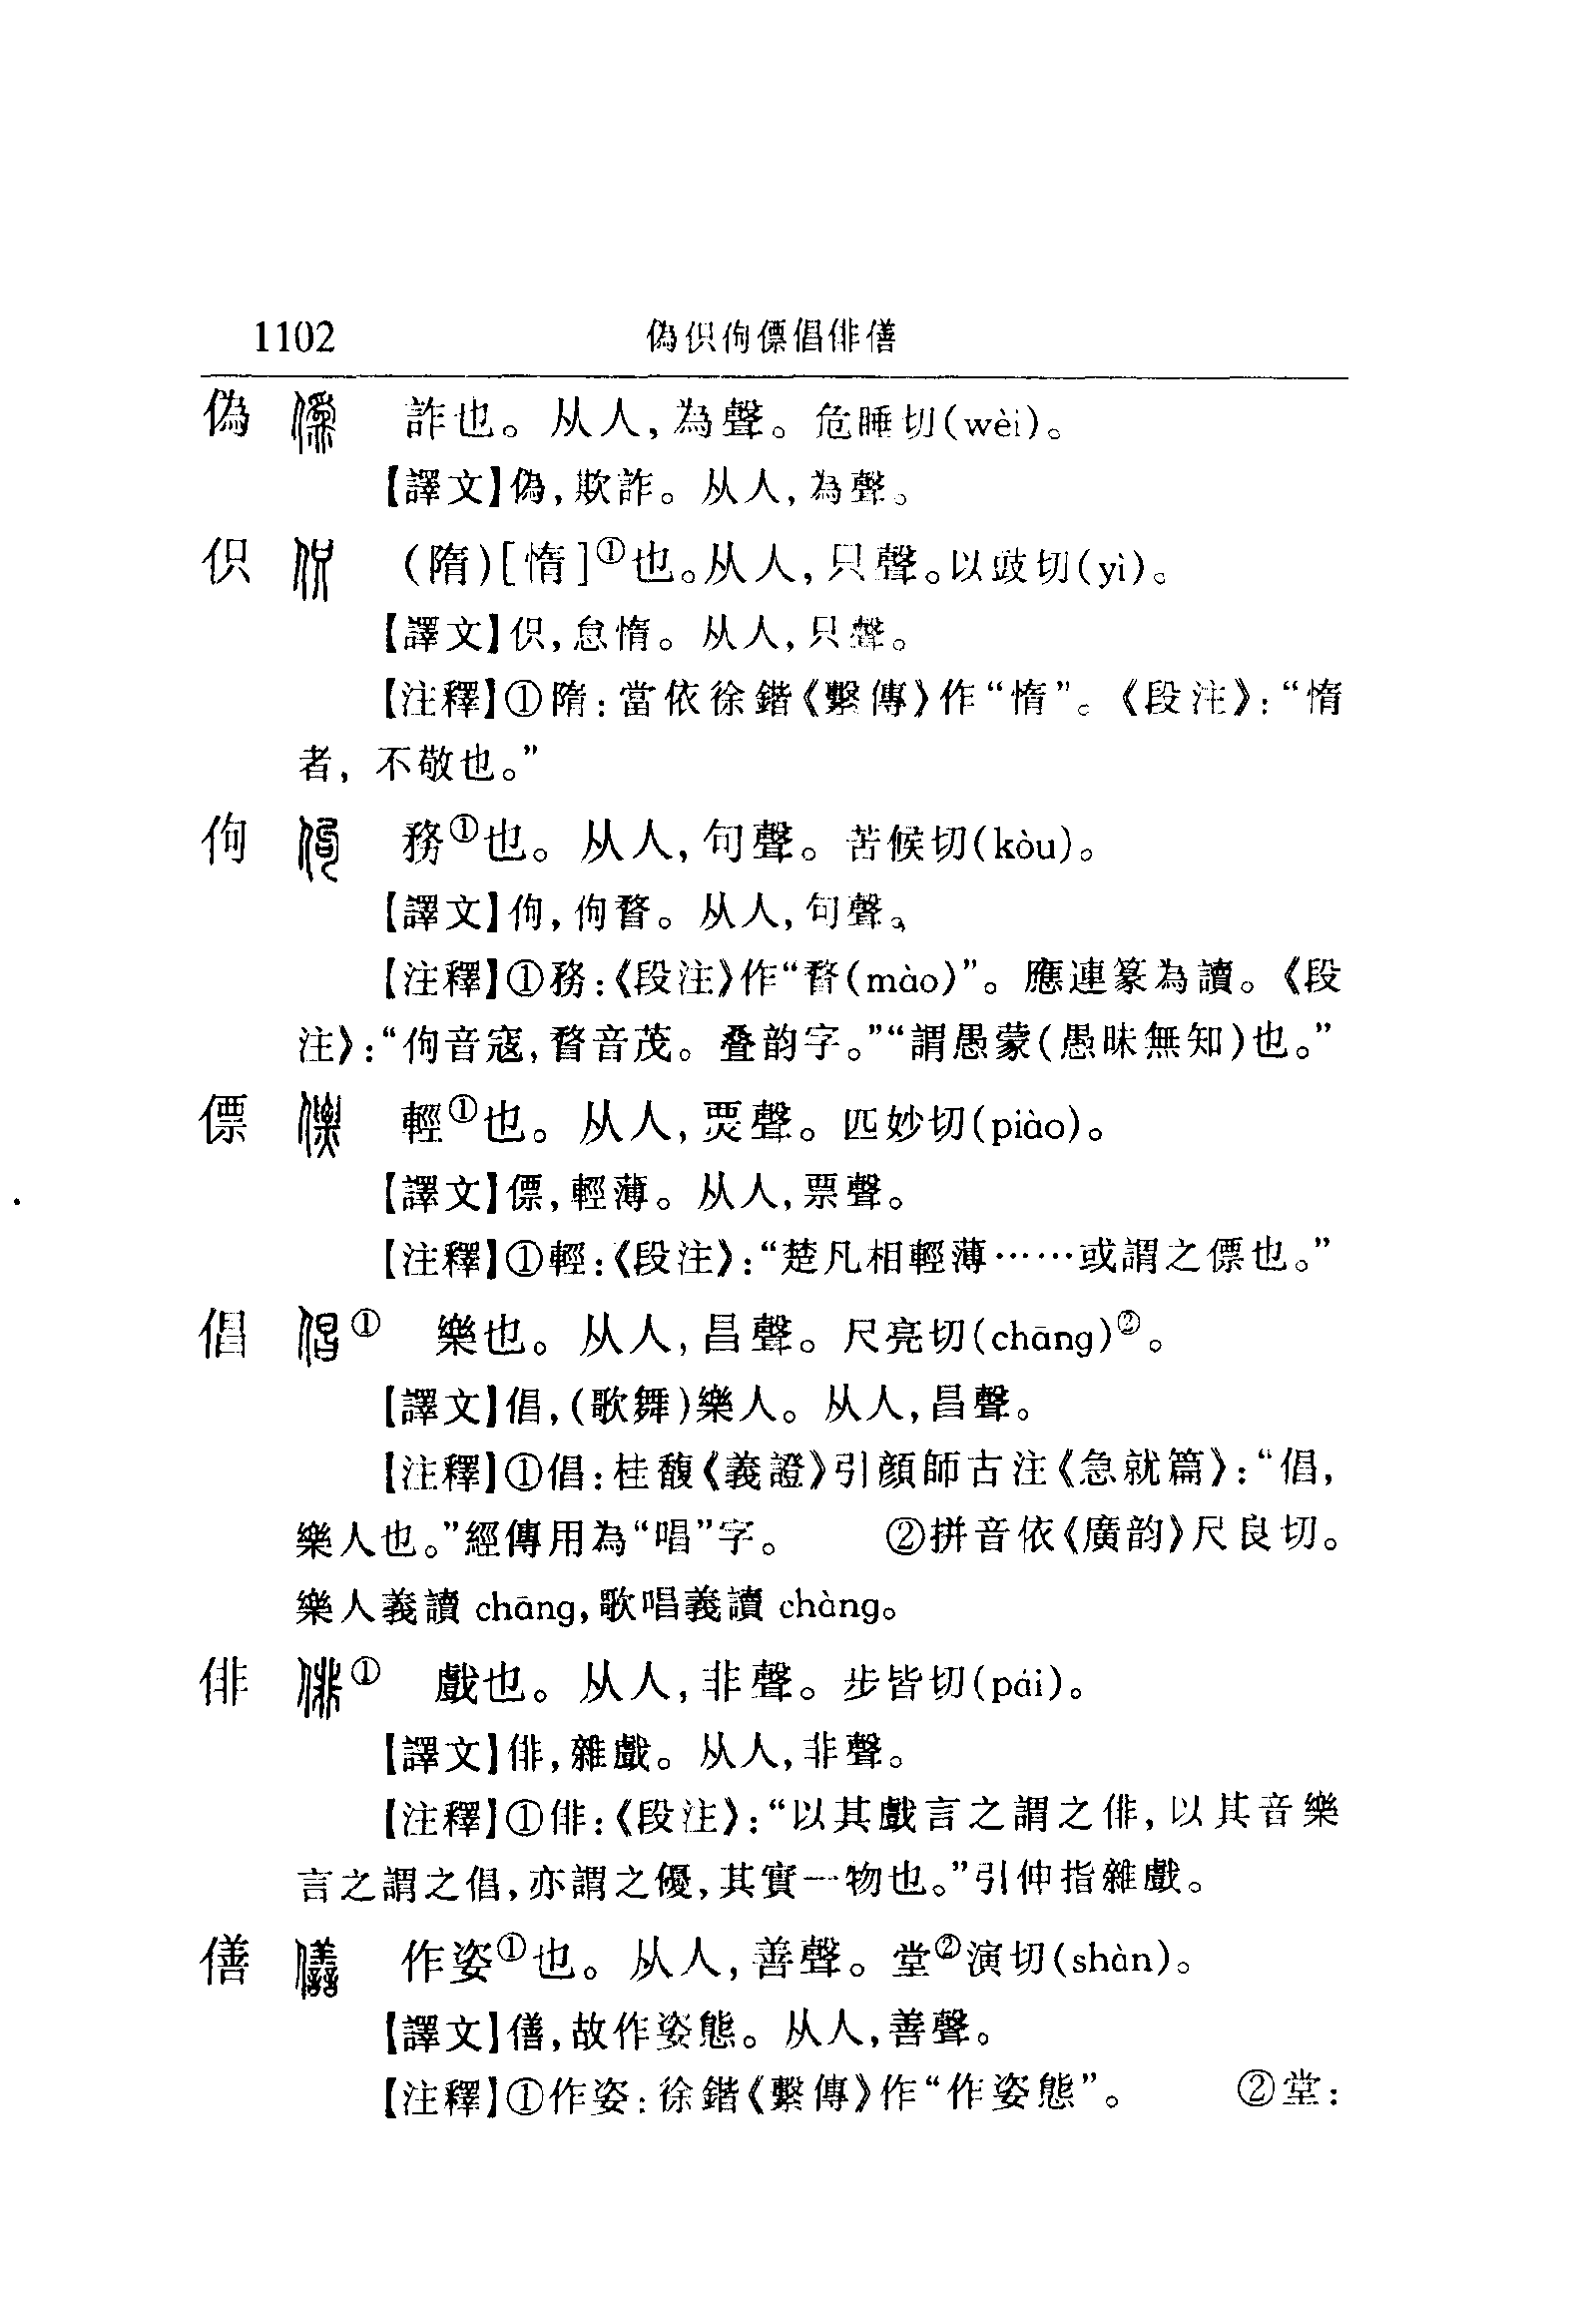 1102 偽伿佝僄倡俳僐
偽 詐也。从人，為聲。危睡切(wèi)。
【譯文】偽，欺詐。从人，為聲。
伿 (隋)[惰]①也。从人，只聲。以豉切(yì)。
【譯文】伿，怠惰。从人，只聲。
【注釋】①隋：當依徐鍇《繫傳》作“惰”。《段注》：“惰
者，不敬也。”
佝 務①也。从人，句聲。苦候切(kòu)。
【譯文】佝，佝瞀。从人，句聲。
【注釋】①務：《段注》作“瞀(mào)”。應連篆為讀。《段
注》：“佝音寇，瞀音茂。叠韵字。”“謂愚蒙(愚昧無知)也。”
僄 輕①也。从人，㶾聲。匹妙切(piào)。
【譯文】僄，輕薄。从人，票聲。
【注釋】①輕：《段注》：“楚凡相輕薄……或謂之僄也。”
倡 ① 樂也。从人，昌聲。尺亮切(chāng)②。
【譯文】倡，(歌舞)樂人。从人，昌聲。
【注釋】①倡：桂馥《義證》引顔師古注《急就篇》：“倡，
樂人也。”經傳用為“唱”字。 ②拼音依《廣韵》尺良切。
樂人義讀 chāng，歌唱義讀 chàng。
俳 ① 戲也。从人，非聲。步皆切(pái)。
【譯文】俳，雜戲。从人，非聲。
【注釋】①俳：《段注》：“以其戲言之謂之俳，以其音樂
言之謂之倡，亦謂之優，其實一物也。”引伸指雜戲。
僐 作姿①也。从人，善聲。堂②演切(shàn)。
【譯文】僐，故作姿態。从人，善聲。
【注釋】①作姿：徐鍇《繫傳》作“作姿態”。 ②堂：